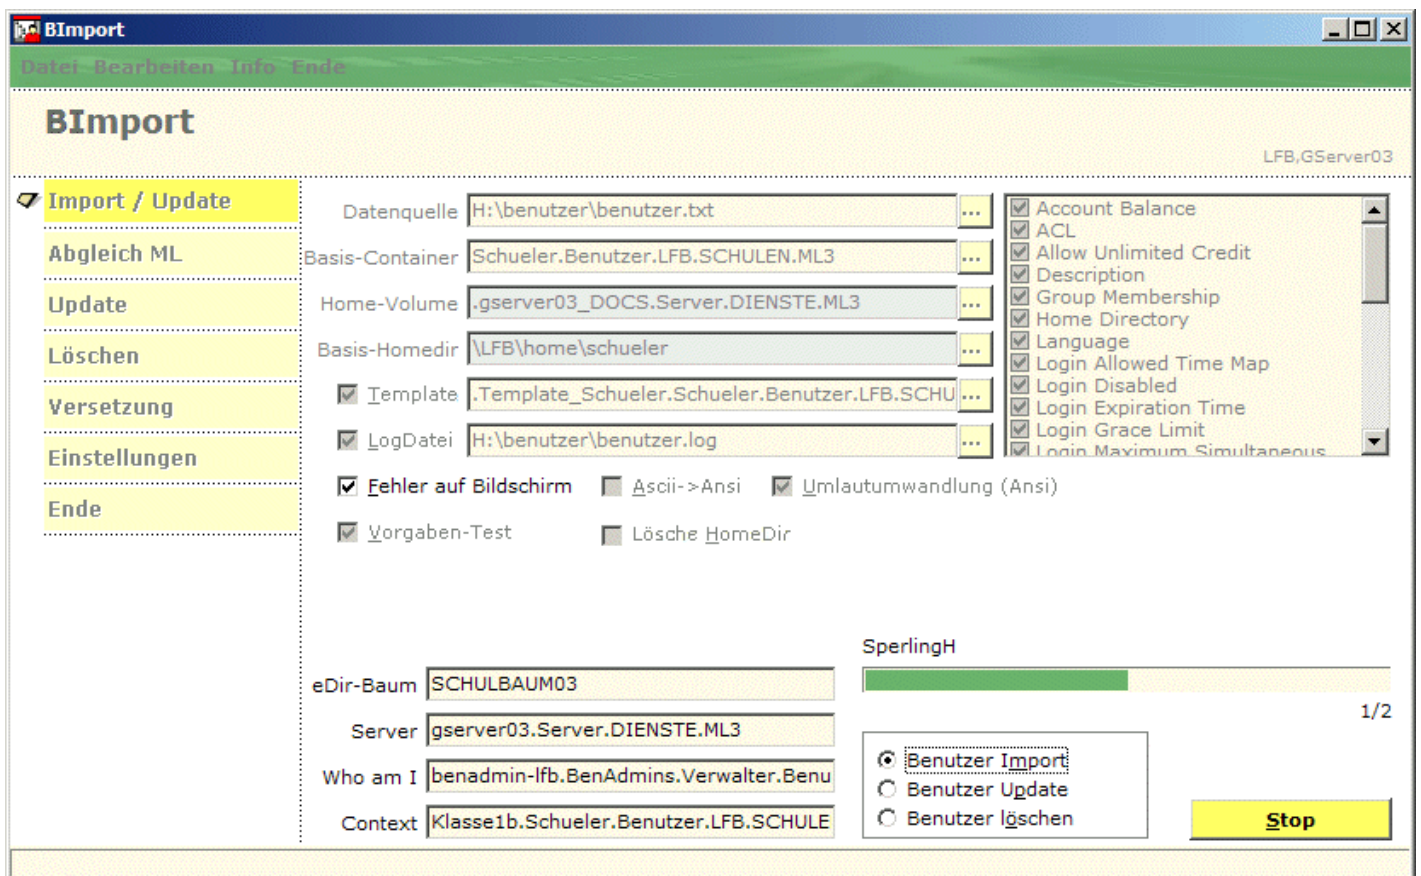 BImport
Datei Bearbeiten Info Ende
BImport
LFB,GServer03
Import / Update
Abgleich ML
Update
Löschen
Versetzung
Einstellungen
Ende
Datenquelle H:\benutzer\benutzer.txt ...
Basis-Container Schueler.Benutzer.LFB.SCHULEN.ML3 ...
Home-Volume .gserver03_DOCS.Server.DIENSTE.ML3 ...
Basis-Homedir \LFB\home\schueler ...
Template .Template_Schueler.Schueler.Benutzer.LFB.SCHU ...
LogDatei H:\benutzer\benutzer.log ...
Account Balance
ACL
Allow Unlimited Credit
Description
Group Membership
Home Directory
Language
Login Allowed Time Map
Login Disabled
Login Expiration Time
Login Grace Limit
Login Maximum Simultaneous
Fehler auf Bildschirm Ascii->Ansi Umlautumwandlung (Ansi)
Vorgaben-Test Lösche HomeDir
eDir-Baum SCHULBAUM03
Server gserver03.Server.DIENSTE.ML3
Who am I benadmin-lfb.BenAdmins.Verwalter.Benu
Context Klasse1b.Schueler.Benutzer.LFB.SCHULE
SperlingH
1/2
Benutzer Import
Benutzer Update
Benutzer löschen
Stop